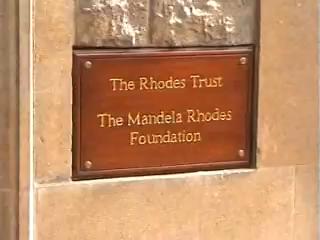 The Rhodes Trust
The Mandela Rhodes
Foundation